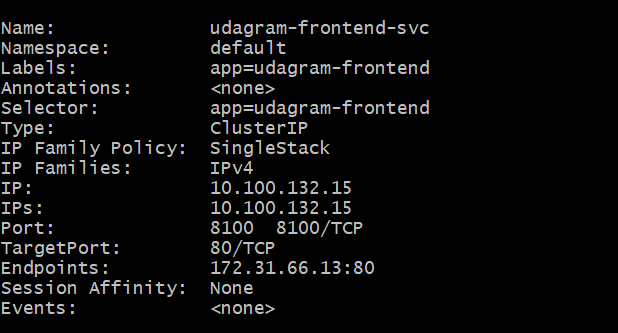 Name: udagram-frontend-svc
Namespace: default
Labels: app=udagram-frontend
Annotations: <none>
Selector: app=udagram-frontend
Type: ClusterIP
IP Family Policy: SingleStack
IP Families: IPv4
IP: 10.100.132.15
IPs: 10.100.132.15
Port: 8100 8100/TCP
TargetPort: 80/TCP
Endpoints: 172.31.66.13:80
Session Affinity: None
Events: <none>